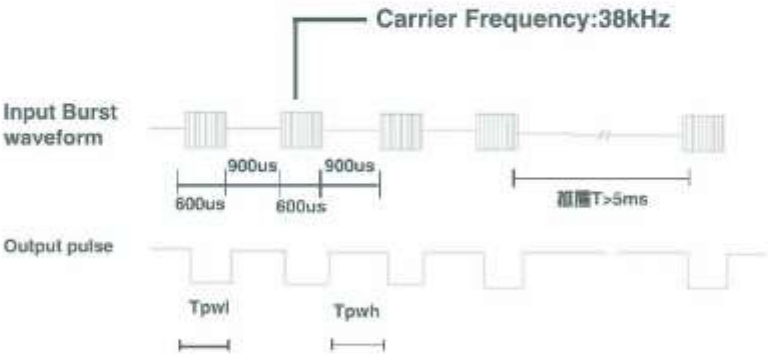 Carrier Frequency:38kHz
Input Burst
waveform
900us
900us
600us
600us
T>5ms
Output pulse
Tpwl
Tpwh